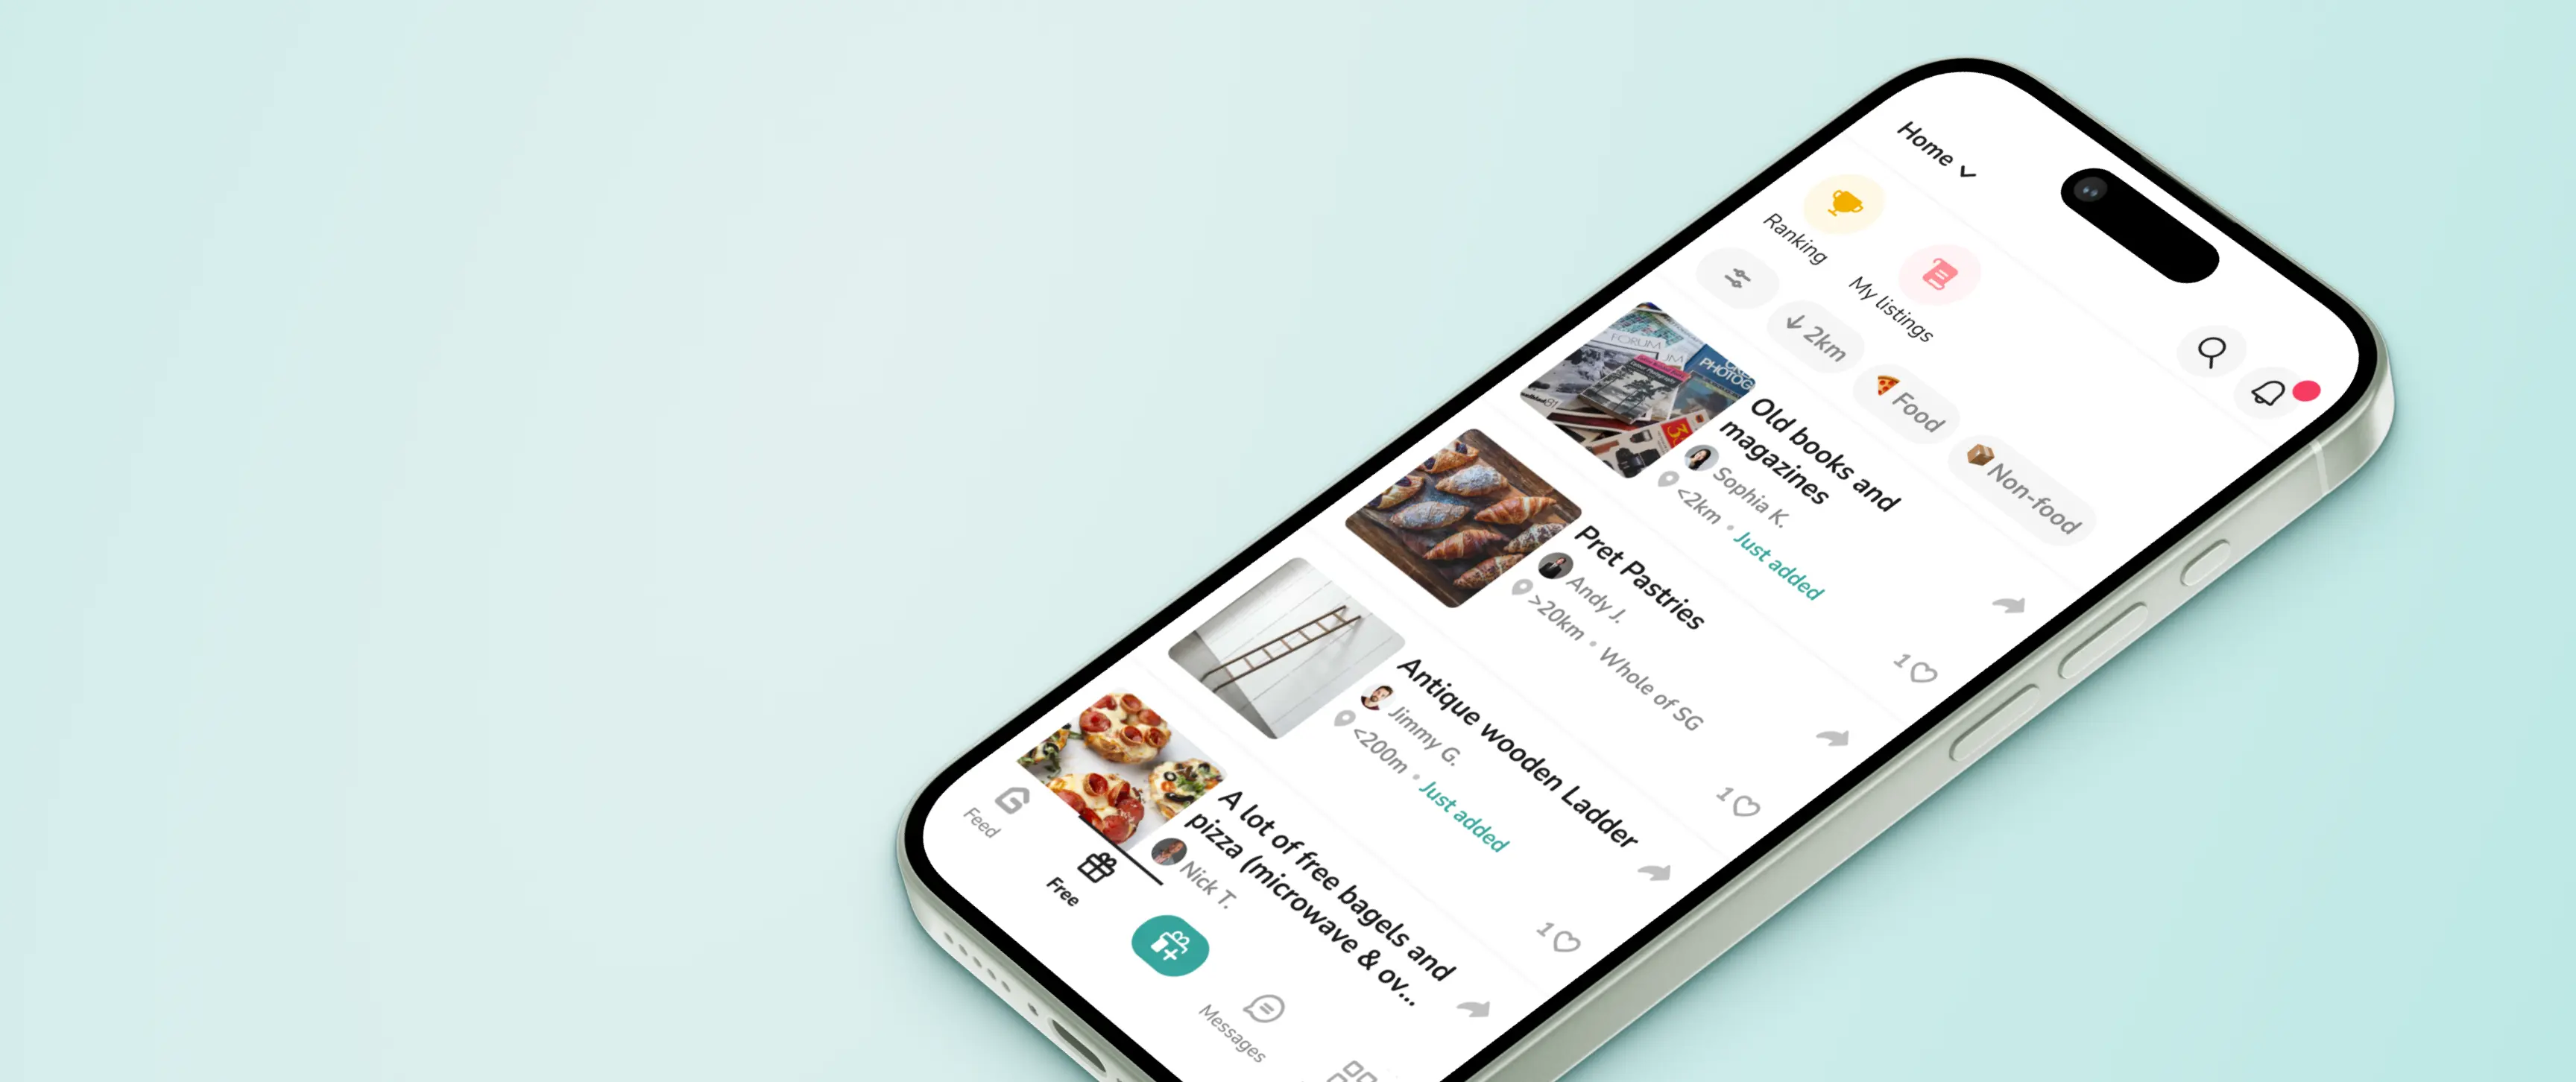 Home
Ranking
My listings
2km
Food
Non-food
FORUM
PHOTOG
Old books and
magazines
Sophia K.
<2km • Just added
1
Pret Pastries
Andy J.
>20km • Whole of SG
1
Antique wooden Ladder
Jimmy G.
<200m • Just added
1
A lot of free bagels and
pizza (microwave & ov...
Nick T.
Feed
Free
Messages